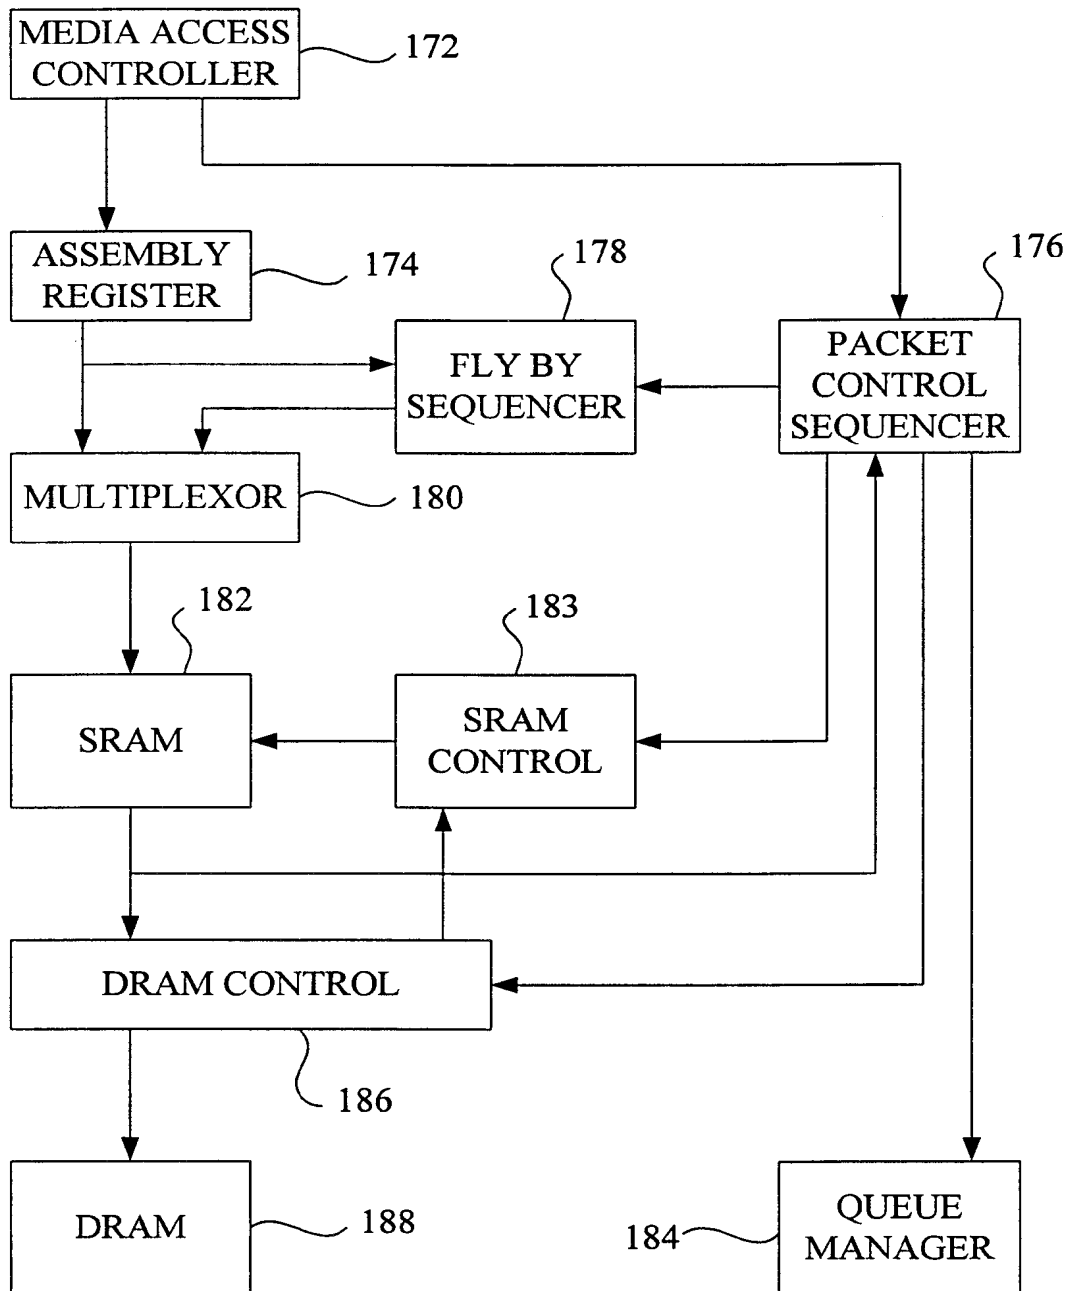 MEDIA ACCESS
CONTROLLER
172
ASSEMBLY
REGISTER
174
178
176
FLY BY
SEQUENCER
PACKET
CONTROL
SEQUENCER
MULTIPLEXOR
180
182
183
SRAM
SRAM
CONTROL
DRAM CONTROL
186
DRAM
188
184
QUEUE
MANAGER